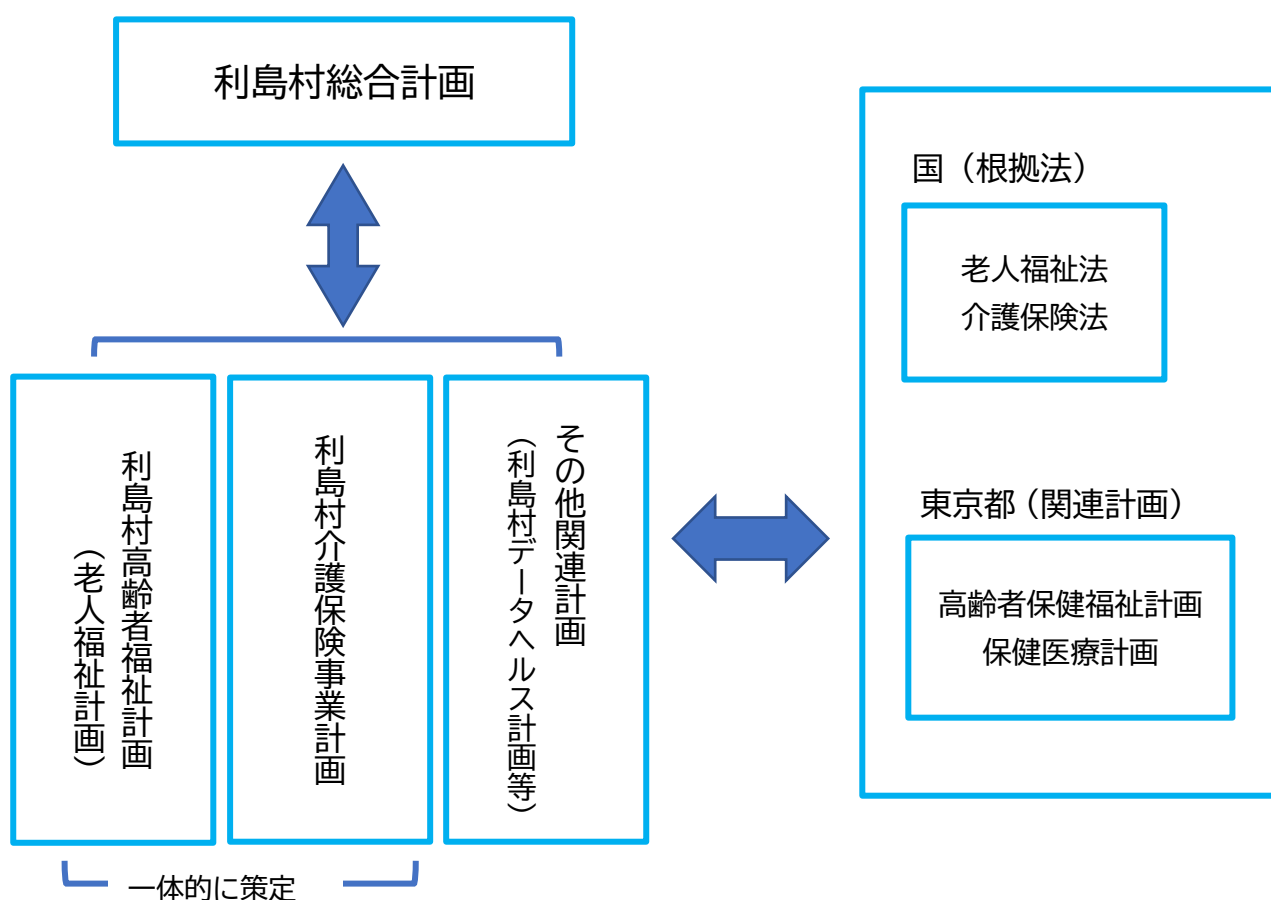 利島村総合計画
利島村高齢者福祉計画
（老人福祉計画）
利島村介護保険事業計画
その他関連計画
（利島村データヘルス計画等）
一体的に策定
国（根拠法）
老人福祉法
介護保険法
東京都（関連計画）
高齢者保健福祉計画
保健医療計画